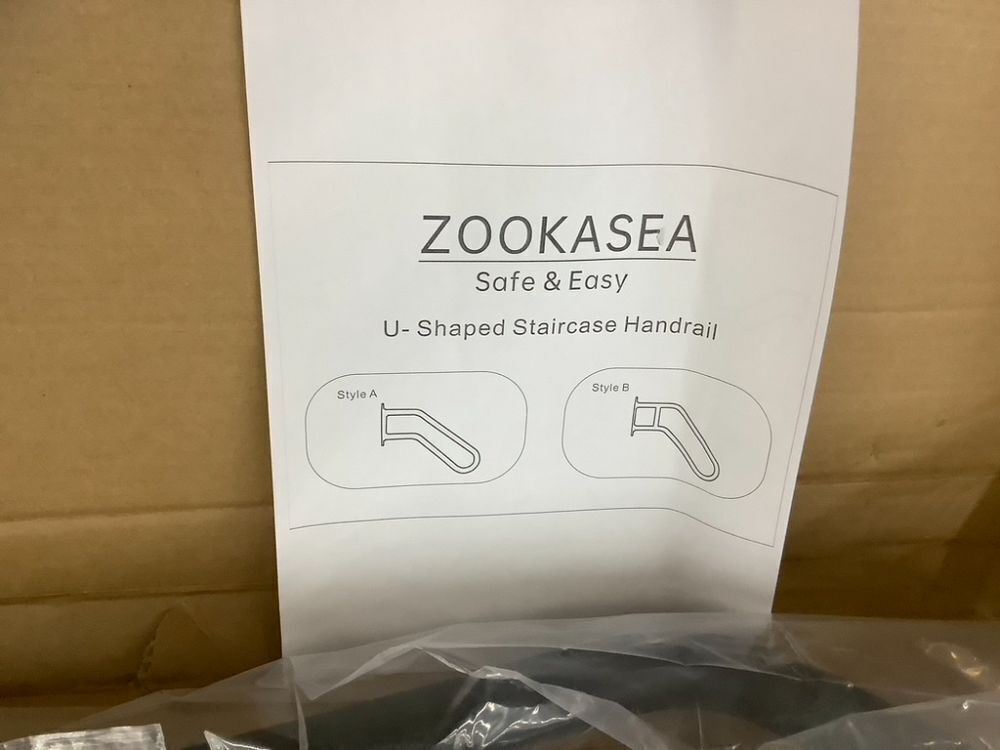 ZOOKASEA
Safe & Easy
U- Shaped Staircase Handrail
Style A
Style B